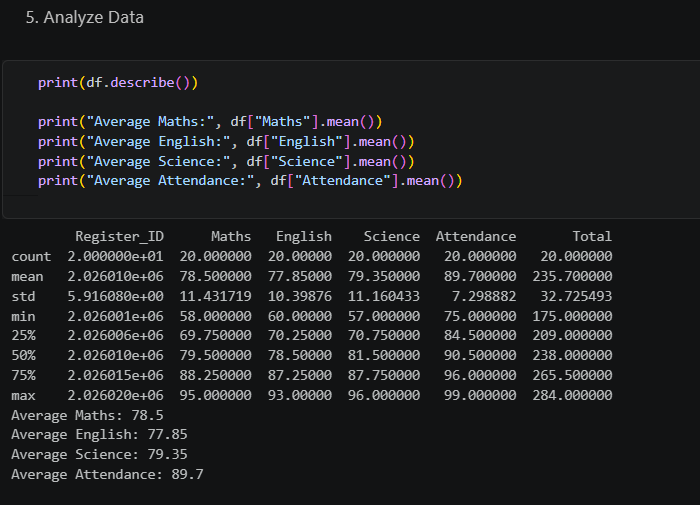 5. Analyze Data
print(df.describe())
print("Average Maths:", df["Maths"].mean())
print("Average English:", df["English"].mean())
print("Average Science:", df["Science"].mean())
print("Average Attendance:", df["Attendance"].mean())
Register_ID Maths English Science Attendance Total
count 2.000000e+01 20.000000 20.00000 20.000000 20.000000 20.000000
mean 2.026010e+06 78.500000 77.85000 79.350000 89.700000 235.700000
std 5.916080e+00 11.431719 10.39876 11.160433 7.298882 32.725493
min 2.026001e+06 58.000000 60.00000 57.000000 75.000000 175.000000
25% 2.026006e+06 69.750000 70.25000 70.750000 84.500000 209.000000
50% 2.026010e+06 79.500000 78.50000 81.500000 90.500000 238.000000
75% 2.026015e+06 88.250000 87.25000 87.750000 96.000000 265.500000
max 2.026020e+06 95.000000 93.00000 96.000000 99.000000 284.000000
Average Maths: 78.5
Average English: 77.85
Average Science: 79.35
Average Attendance: 89.7